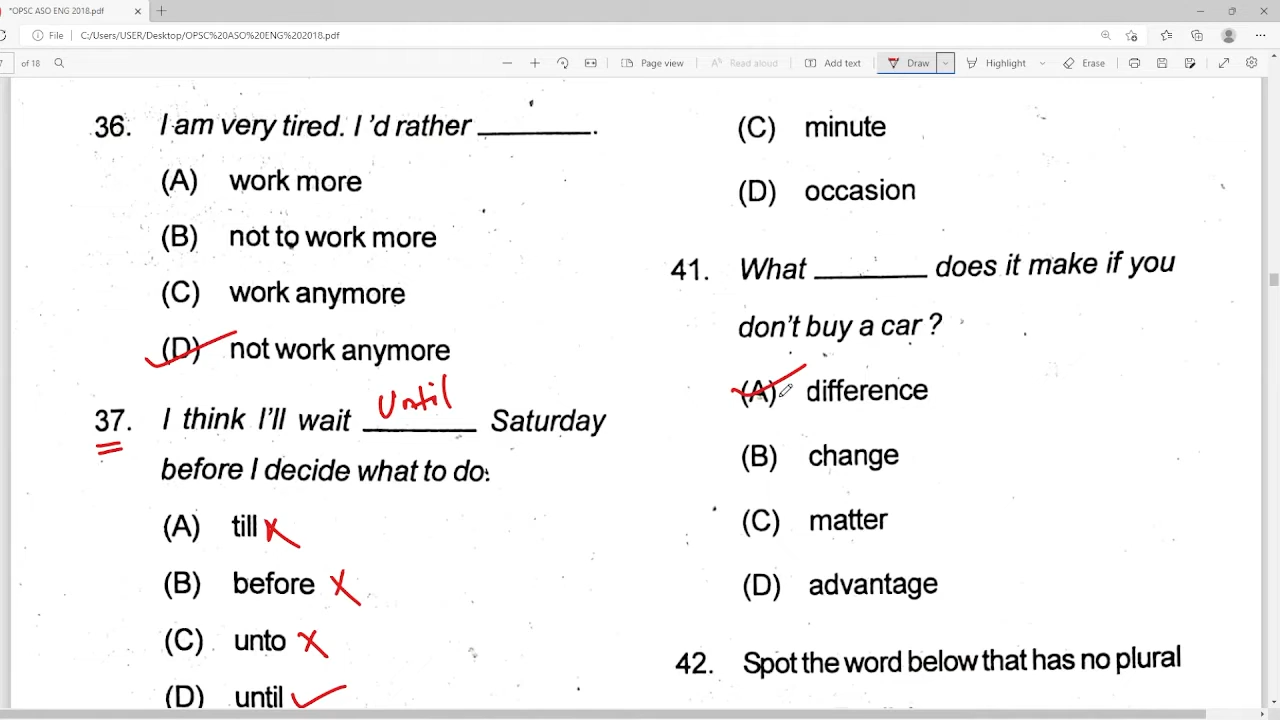 *OPSC ASO ENG 2018.pdf
File C:/Users/USER/Desktop/OPSC%20ASO%20ENG%202018.pdf
7 of 18 Page view Read aloud Add text Draw Highlight Erase
36. I am very tired. I 'd rather ________.
(A) work more
(B) not to work more
(C) work anymore
(D) not work anymore
37. I think I'll wait until Saturday
before I decide what to do.
(A) till
(B) before
(C) unto
(D) until
(C) minute
(D) occasion
41. What ________ does it make if you
don't buy a car ?
(A) difference
(B) change
(C) matter
(D) advantage
42. Spot the word below that has no plural